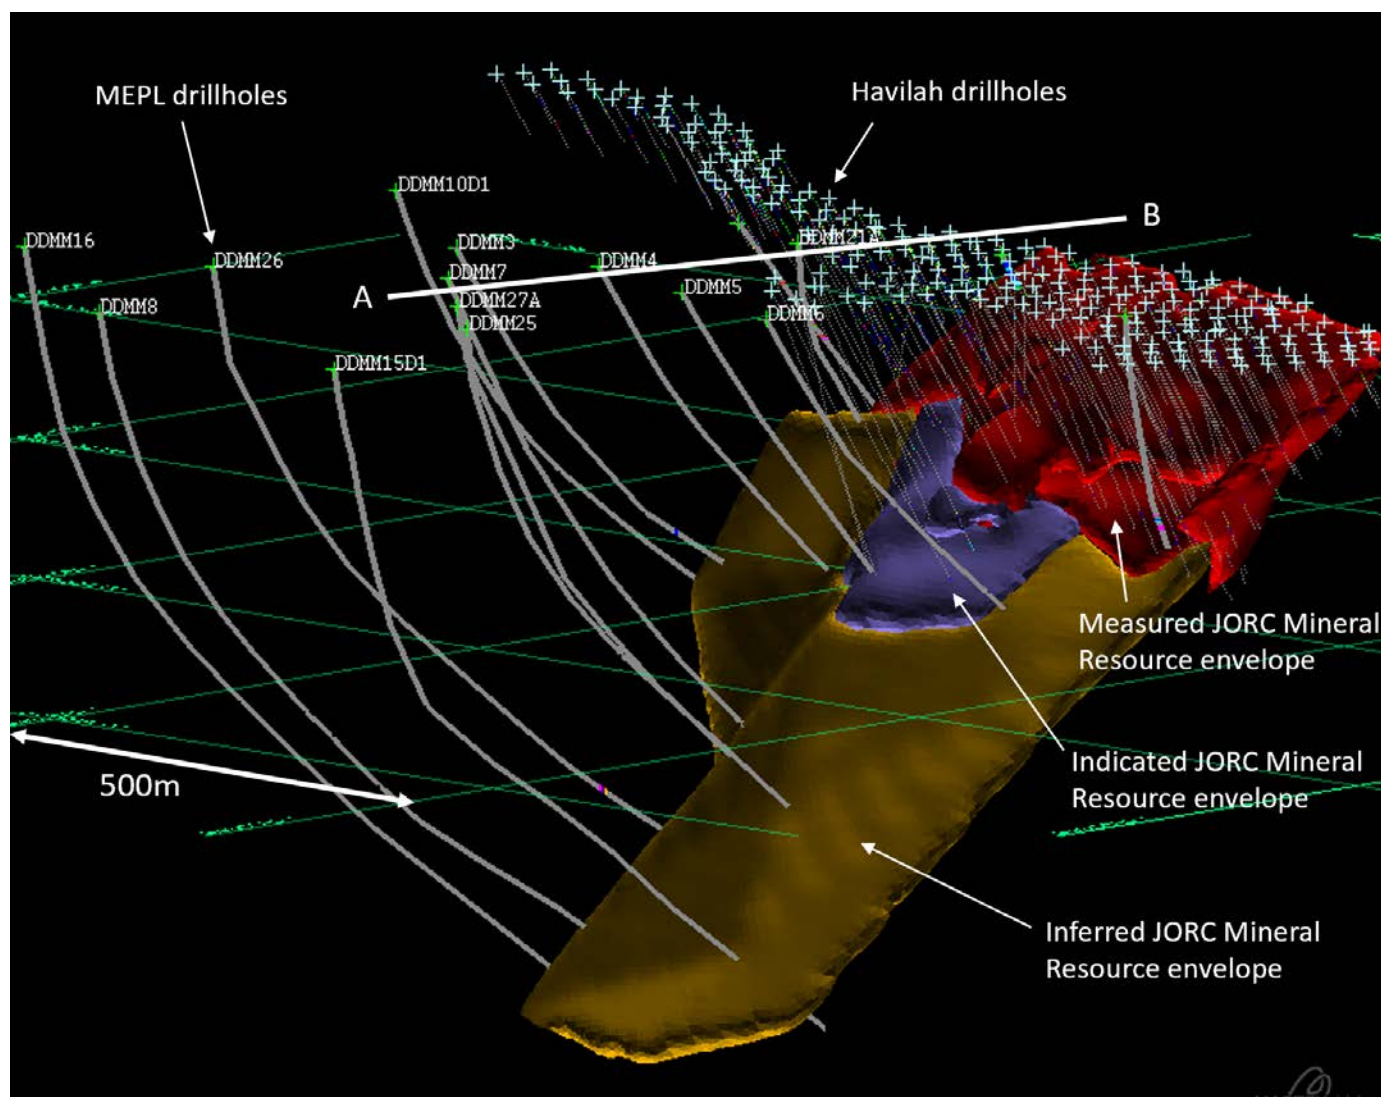 MEPL drillholes
Havilah drillholes
DDMM10D1
DDMM16
DDMM26
DDMM3
DDMM4
DDMM21A
B
DDMM7
A
DDMM8
DDMM27A
DDMM5
DDMM25
DDMM6
DDMM15D1
Measured JORC Mineral
Resource envelope
500m
Indicated JORC Mineral
Resource envelope
Inferred JORC Mineral
Resource envelope